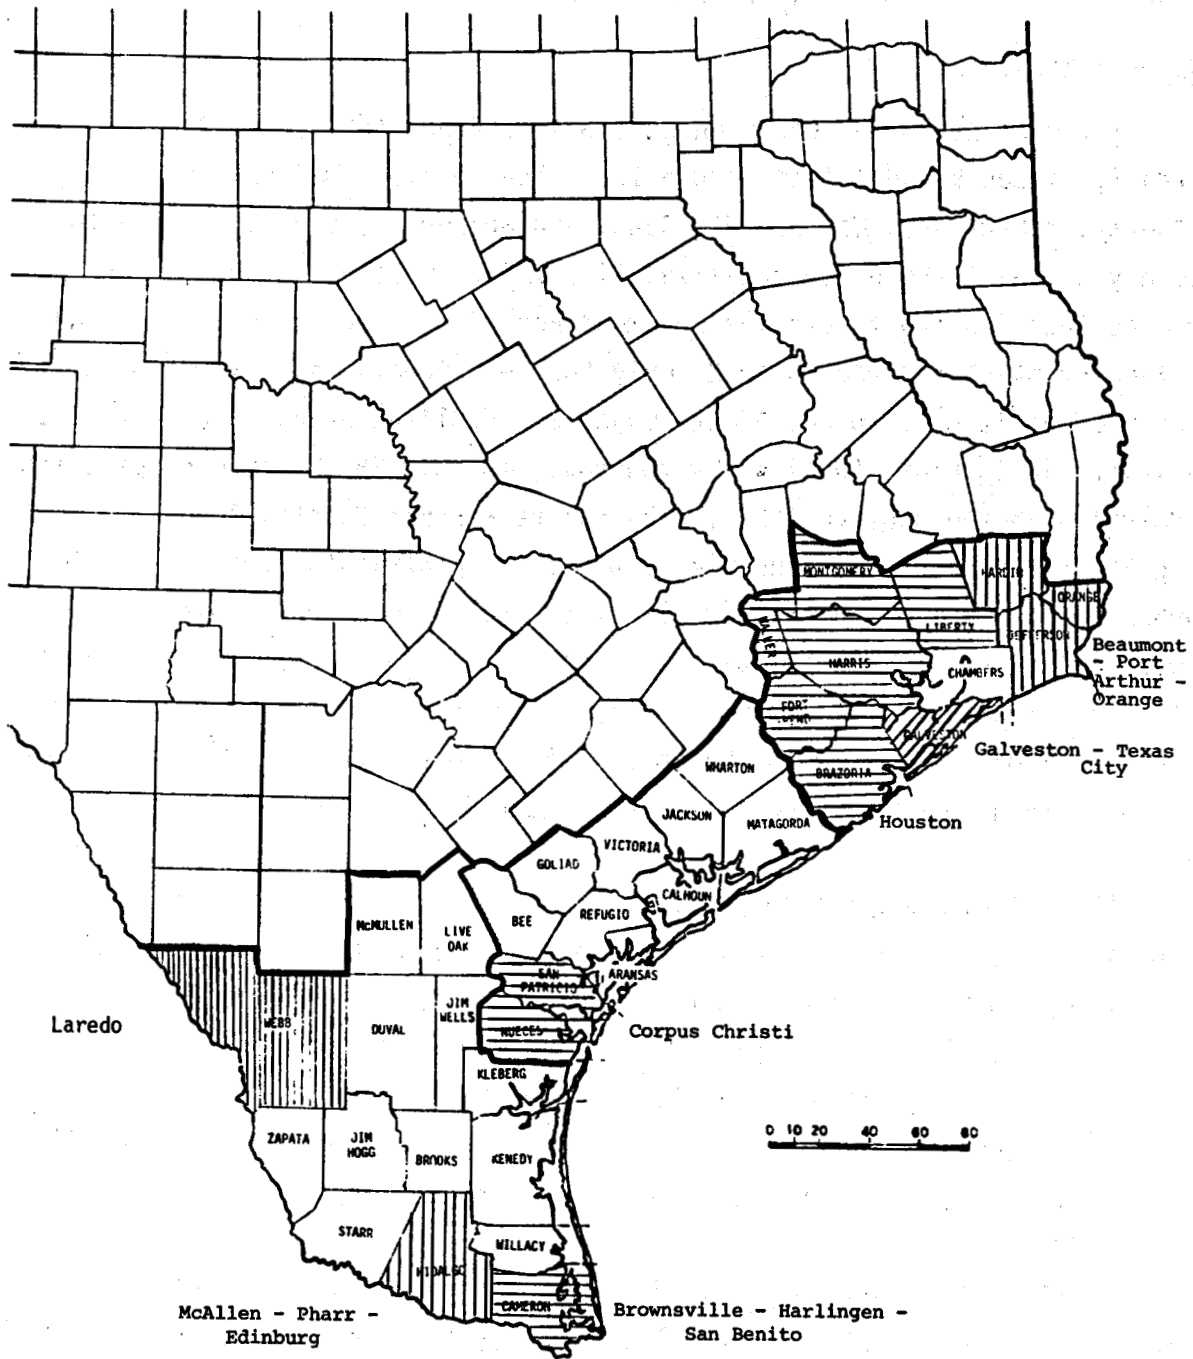 MONTGOMERY
HARDIN
ORANGE
LIBERTY
JEFFERSON
Beaumont
- Port
Arthur -
Orange
HARRIS
CHAMBERS
FORT
BEND
GALVESTON
Galveston - Texas
City
WHARTON
BRAZORIA
JACKSON
MATAGORDA
Houston
VICTORIA
GOLIAD
CALHOUN
McMULLEN
LIVE
OAK
BEE
REFUGIO
SAN
PATRICIO
ARANSAS
Laredo
WEBB
DUVAL
JIM
WELLS
NUECES
Corpus Christi
KLEBERG
ZAPATA
JIM
HOGG
BROOKS
KENEDY
0 10 20 40 60 80
STARR
WILLACY
HIDALGO
CAMERON
McAllen - Pharr -
Edinburg
Brownsville - Harlingen -
San Benito